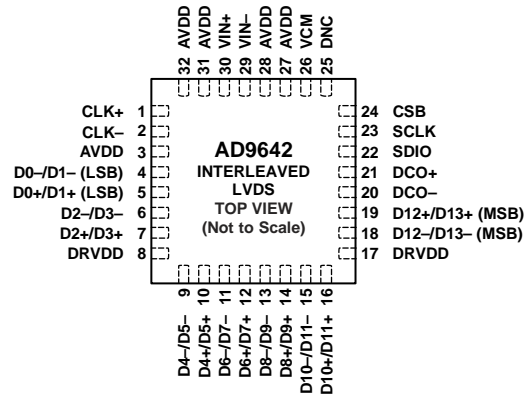 32 AVDD
31 AVDD
30 VIN+
29 VIN–
28 AVDD
27 AVDD
26 VCM
25 DNC
CLK+ 1
CLK– 2
AVDD 3
D0–/D1– (LSB) 4
D0+/D1+ (LSB) 5
D2–/D3– 6
D2+/D3+ 7
DRVDD 8
AD9642
INTERLEAVED
LVDS
TOP VIEW
(Not to Scale)
24 CSB
23 SCLK
22 SDIO
21 DCO+
20 DCO–
19 D12+/D13+ (MSB)
18 D12–/D13– (MSB)
17 DRVDD
D4–/D5– 9
D4+/D5+ 10
D6–/D7– 11
D6+/D7+ 12
D8–/D9– 13
D8+/D9+ 14
D10–/D11– 15
D10+/D11+ 16